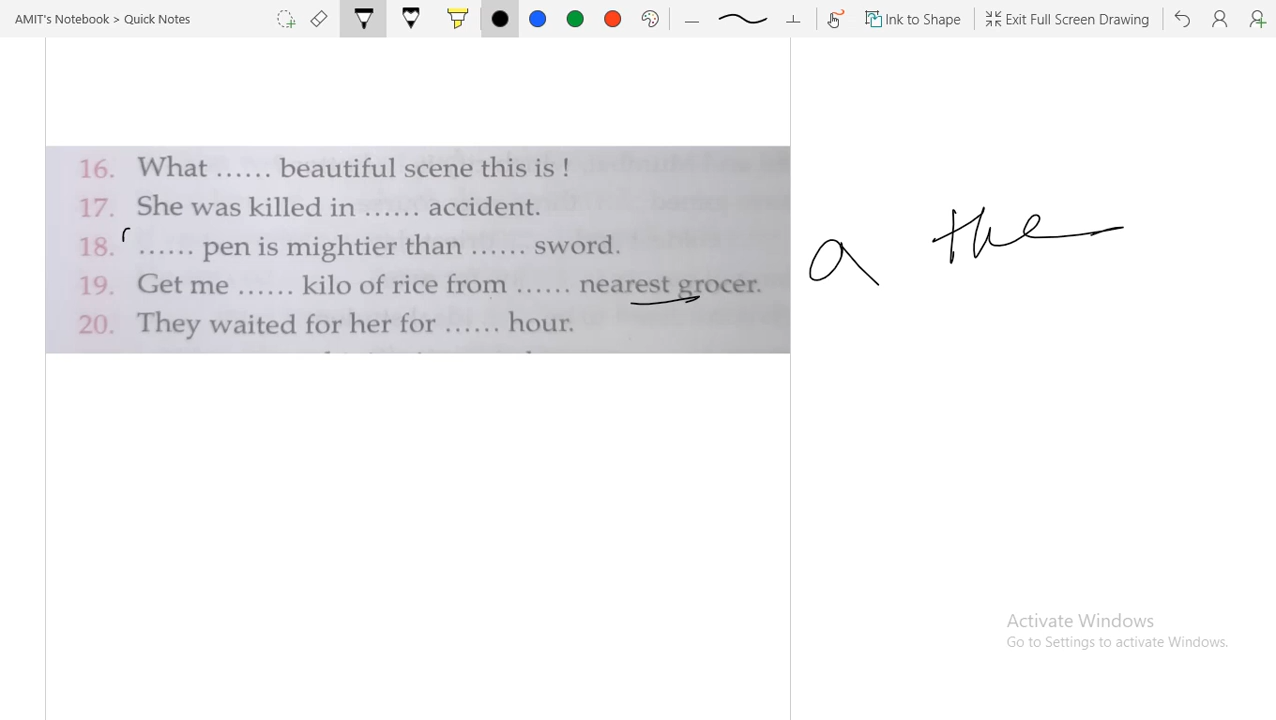 AMIT's Notebook > Quick Notes
Ink to Shape
Exit Full Screen Drawing
16. What ...... beautiful scene this is !
17. She was killed in ...... accident.
18. ...... pen is mightier than ...... sword.
19. Get me ...... kilo of rice from ...... nearest grocer.
20. They waited for her for ...... hour.
a the
Activate Windows
Go to Settings to activate Windows.